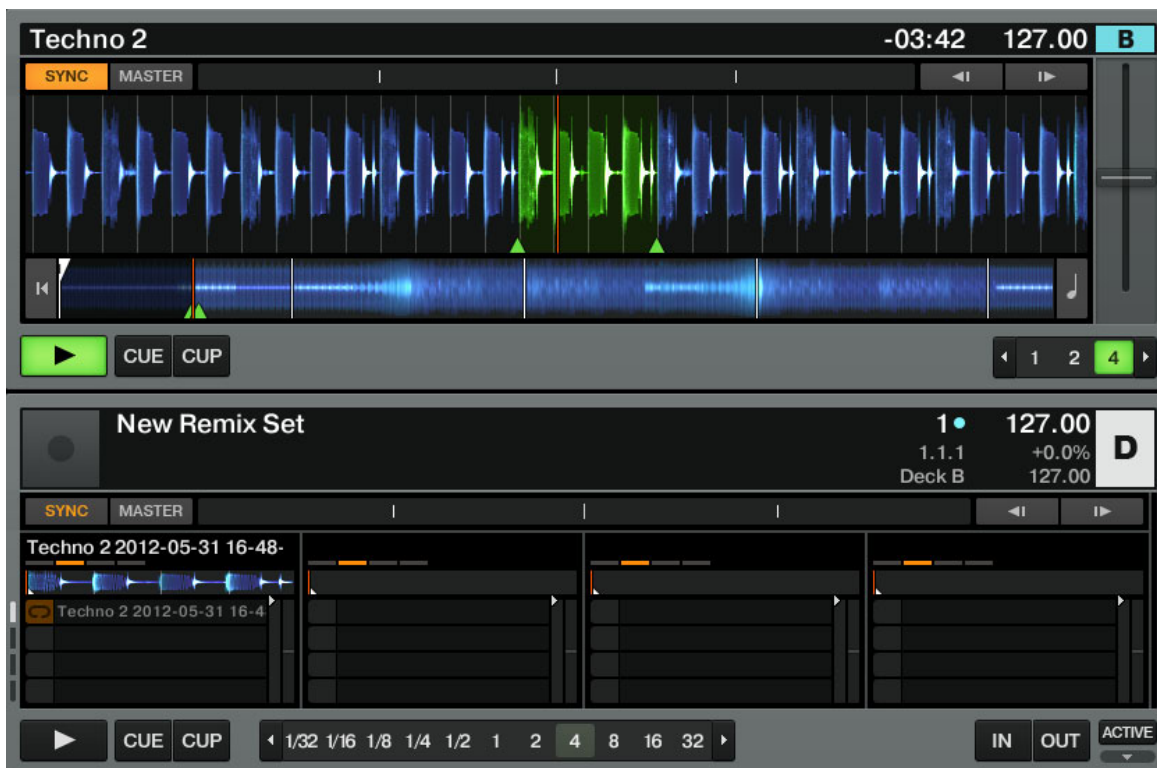 Techno 2 -03:42 127.00 B
SYNC MASTER
CUE CUP 1 2 4
New Remix Set 1 127.00 D
1.1.1 +0.0%
Deck B 127.00
SYNC MASTER
Techno 2 2012-05-31 16-48-
Techno 2 2012-05-31 16-4
CUE CUP 1/32 1/16 1/8 1/4 1/2 1 2 4 8 16 32 IN OUT ACTIVE